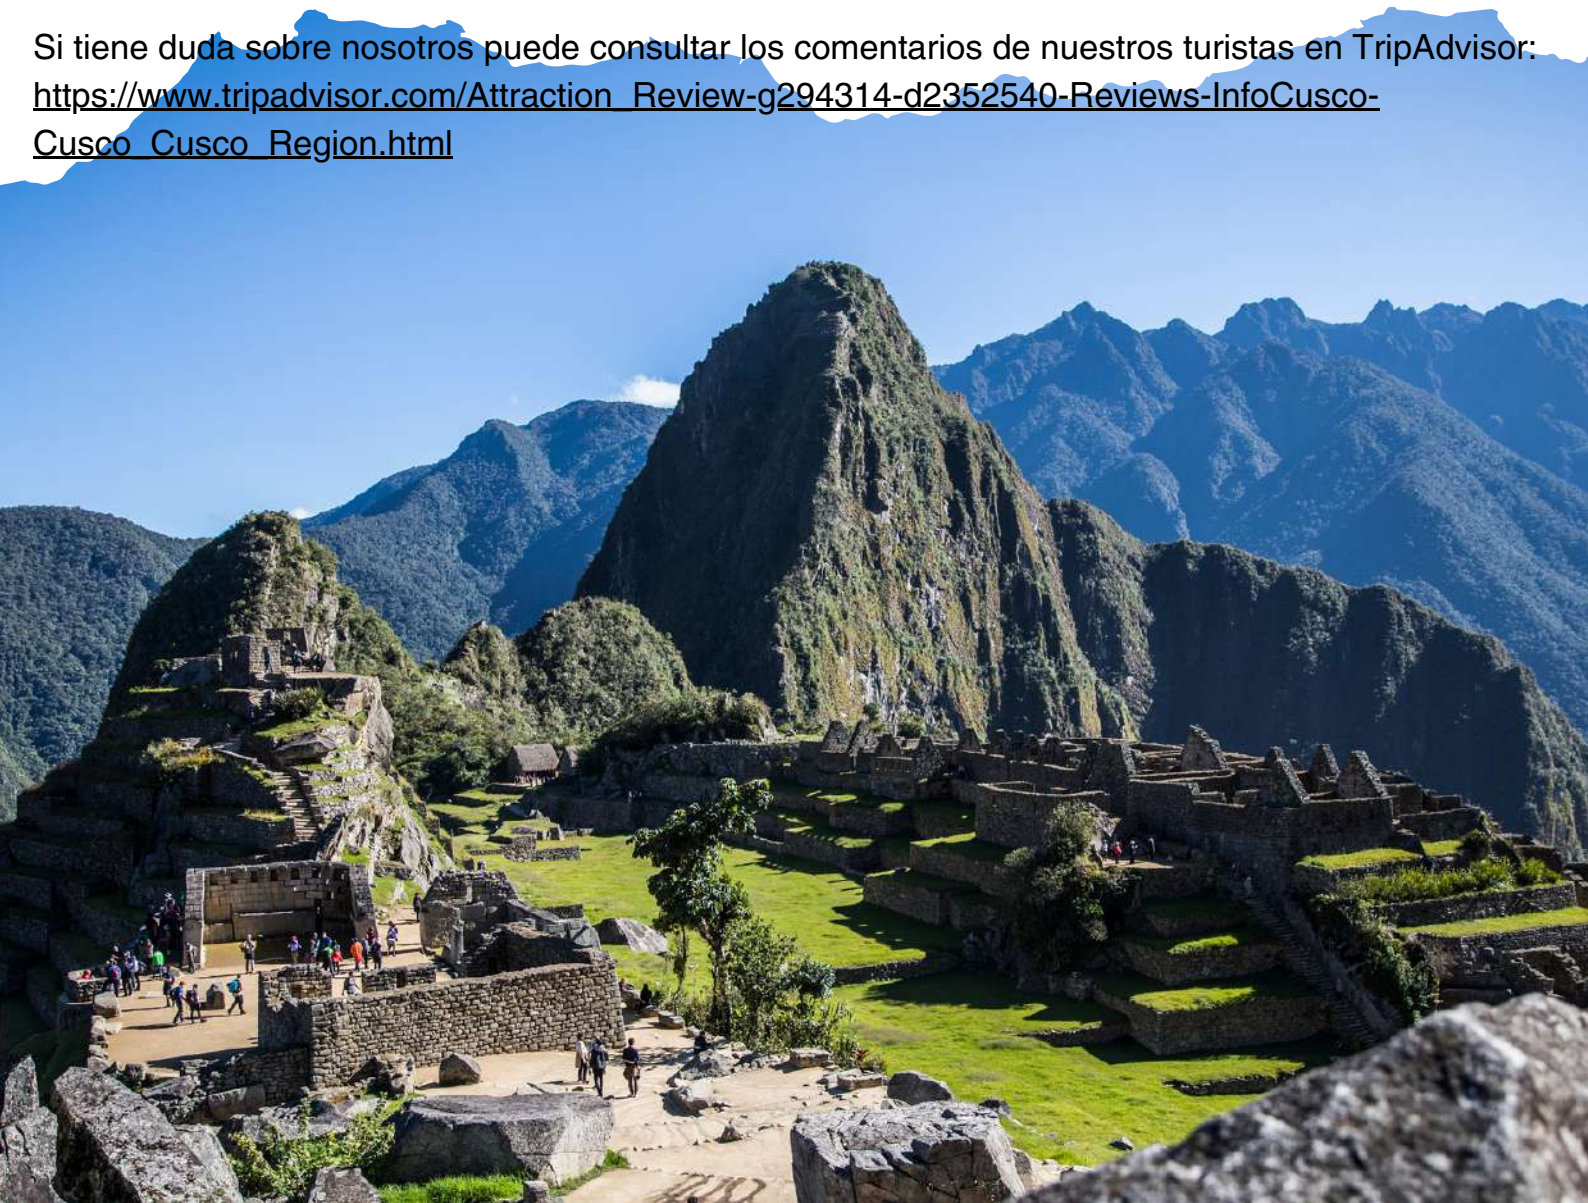 Si tiene duda sobre nosotros puede consultar los comentarios de nuestros turistas en TripAdvisor:
https://www.tripadvisor.com/Attraction_Review-g294314-d2352540-Reviews-InfoCusco-
Cusco_Cusco_Region.html